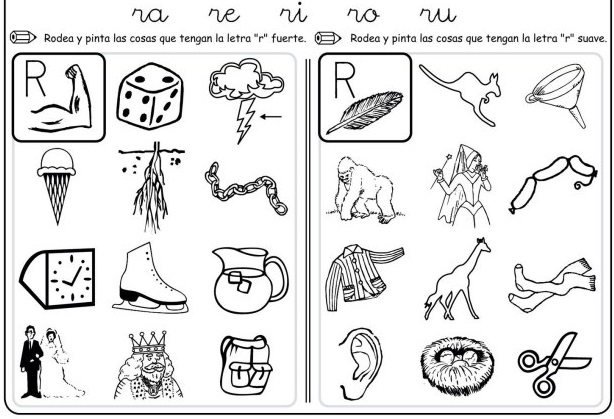 ra re ri ro ru
Rodea y pinta las cosas que tengan la letra "r" fuerte.
Rodea y pinta las cosas que tengan la letra "r" suave.
R
R